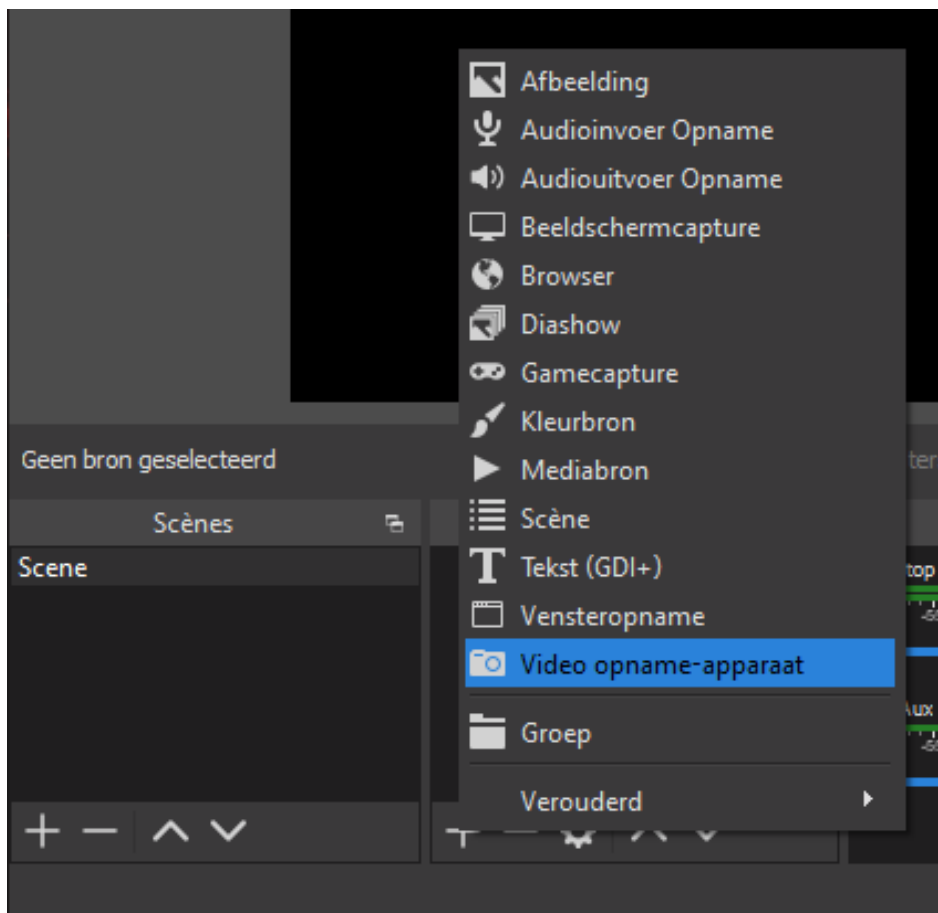 Afbeelding
Audioinvoer Opname
Audiouitvoer Opname
Beeldschermcapture
Browser
Diashow
Gamecapture
Kleurbron
Mediabron
Scène
Tekst (GDI+)
Vensteropname
Video opname-apparaat
Groep
Verouderd
Geen bron geselecteerd
Scènes
Scene